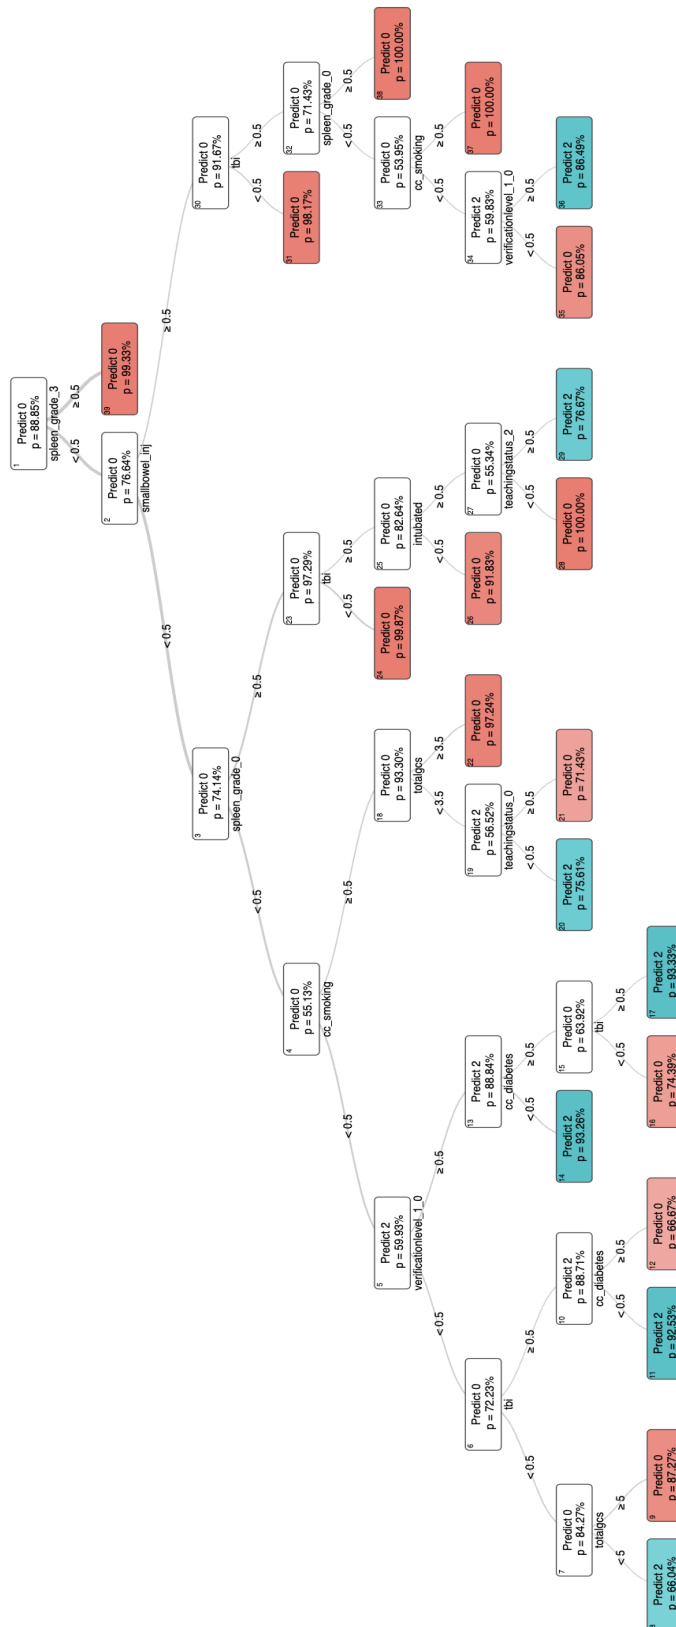 1
Predict 0
p = 88.85%
spleen_grade_3
< 0.5
≥ 0.5
2
Predict 0
p = 76.64%
smallbowel_inj
39
Predict 0
p = 99.33%
< 0.5
≥ 0.5
3
Predict 0
p = 74.14%
spleen_grade_0
30
Predict 0
p = 91.67%
tbi
< 0.5
≥ 0.5
< 0.5
≥ 0.5
4
Predict 0
p = 55.13%
cc_smoking
23
Predict 0
p = 97.29%
tbi
31
Predict 0
p = 98.17%
32
Predict 0
p = 71.43%
spleen_grade_0
< 0.5
≥ 0.5
< 0.5
≥ 0.5
< 0.5
≥ 0.5
5
Predict 2
p = 59.93%
verificationlevel_1_0
18
Predict 0
p = 93.30%
totalgcs
24
Predict 0
p = 99.87%
25
Predict 0
p = 82.64%
intubated
33
Predict 0
p = 53.95%
cc_smoking
38
Predict 0
p = 100.00%
< 0.5
≥ 0.5
< 3.5
≥ 3.5
< 0.5
≥ 0.5
< 0.5
≥ 0.5
6
Predict 0
p = 72.23%
tbi
13
Predict 2
p = 88.84%
cc_diabetes
19
Predict 2
p = 56.52%
teachingstatus_0
22
Predict 0
p = 97.24%
26
Predict 0
p = 91.83%
27
Predict 0
p = 55.34%
teachingstatus_2
34
Predict 2
p = 59.83%
verificationlevel_1_0
37
Predict 0
p = 100.00%
< 0.5
≥ 0.5
< 0.5
≥ 0.5
< 0.5
≥ 0.5
< 0.5
≥ 0.5
< 0.5
≥ 0.5
7
Predict 0
p = 84.27%
totalgcs
10
Predict 2
p = 88.71%
cc_diabetes
14
Predict 2
p = 93.26%
15
Predict 0
p = 63.92%
tbi
20
Predict 2
p = 75.61%
21
Predict 0
p = 71.43%
28
Predict 0
p = 100.00%
29
Predict 2
p = 76.67%
35
Predict 0
p = 86.05%
36
Predict 2
p = 86.49%
< 5
≥ 5
< 0.5
≥ 0.5
< 0.5
≥ 0.5
Predict 2
p = 66.04%
9
Predict 0
p = 87.27%
11
Predict 2
p = 92.53%
12
Predict 0
p = 66.67%
16
Predict 0
p = 74.39%
17
Predict 2
p = 93.33%